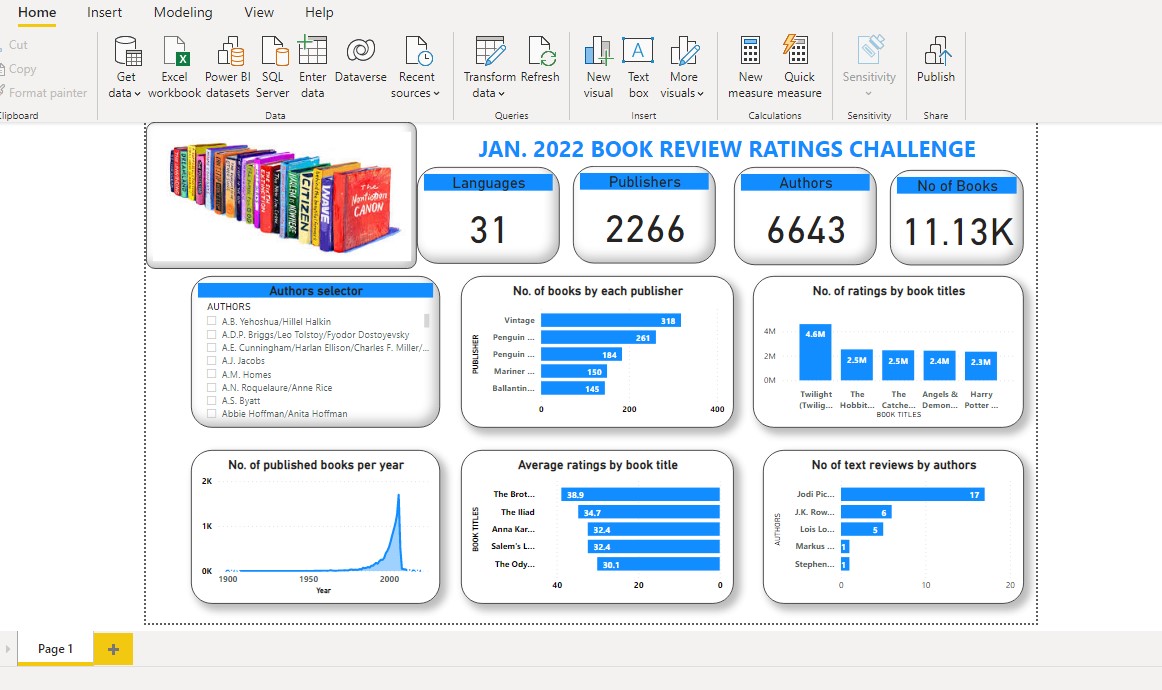 Home Insert Modeling View Help
Cut
Copy
Format painter
Get data
Excel workbook
Power BI datasets
SQL Server
Enter data
Dataverse
Recent sources
Transform data
Refresh
New visual
Text box
More visuals
New measure
Quick measure
Sensitivity
Publish
lipboard Data Queries Insert Calculations Sensitivity Share
The Nonfiction CANON
WAVE
CITIZEN
JAN. 2022 BOOK REVIEW RATINGS CHALLENGE
Languages
31
Publishers
2266
Authors
6643
No of Books
11.13K
Authors selector
AUTHORS
A.B. Yehoshua/Hillel Halkin
A.D.P. Briggs/Leo Tolstoy/Fyodor Dostoyevsky
A.E. Cunningham/Harlan Ellison/Charles F. Miller/...
A.J. Jacobs
A.M. Homes
A.N. Roquelaure/Anne Rice
A.S. Byatt
Abbie Hoffman/Anita Hoffman
No. of books by each publisher
PUBLISHER
Vintage 318
Penguin ... 261
Penguin ... 184
Mariner ... 150
Ballantin... 145
0 200 400
No. of ratings by book titles
4M
2M
0M
4.6M 2.5M 2.5M 2.4M 2.3M
Twilight The The Angels & Harry
(Twilig... Hobbit... Catche... Demon... Potter ...
BOOK TITLES
No. of published books per year
2K
1K
0K
1900 1950 2000
Year
Average ratings by book title
BOOK TITLES
The Brot... 38.9
The Iliad 34.7
Anna Kar... 32.4
Salem's L... 32.4
The Ody... 30.1
40 20 0
No of text reviews by authors
AUTHORS
Jodi Pic... 17
J.K. Row... 6
Lois Lo... 5
Markus ... 1
Stephen... 1
0 10 20
Page 1